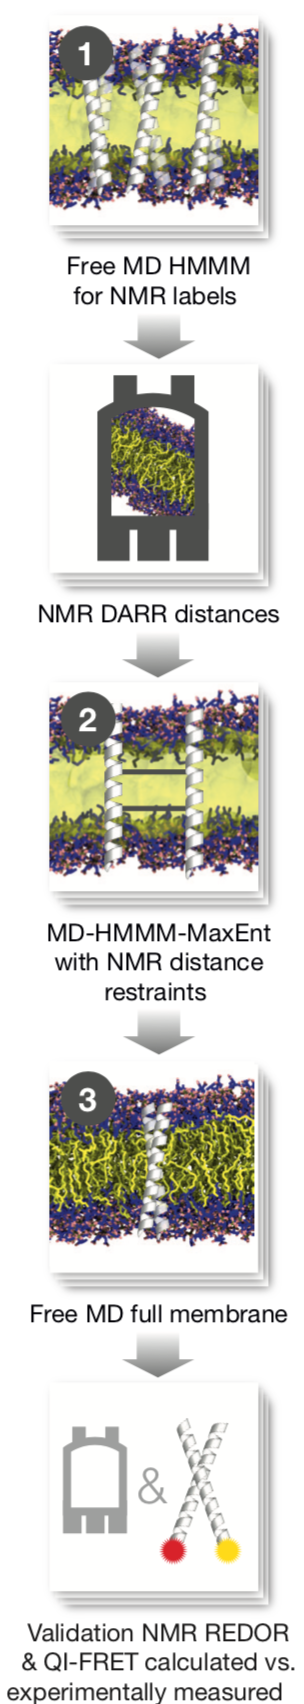 1
Free MD HMMM
for NMR labels
NMR DARR distances
2
MD-HMMM-MaxEnt
with NMR distance
restraints
3
Free MD full membrane
&
Validation NMR REDOR
& QI-FRET calculated vs.
experimentally measured